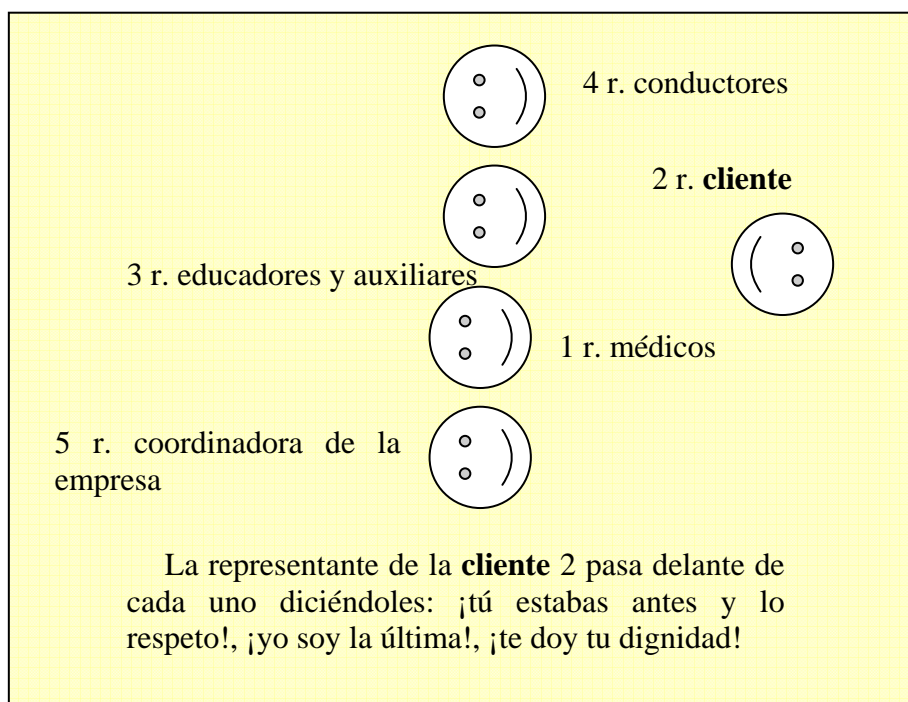 4 r. conductores
2 r. cliente
3 r. educadores y auxiliares
1 r. médicos
5 r. coordinadora de la
empresa
La representante de la cliente 2 pasa delante de
cada uno diciéndoles: ¡tú estabas antes y lo
respeto!, ¡yo soy la última!, ¡te doy tu dignidad!